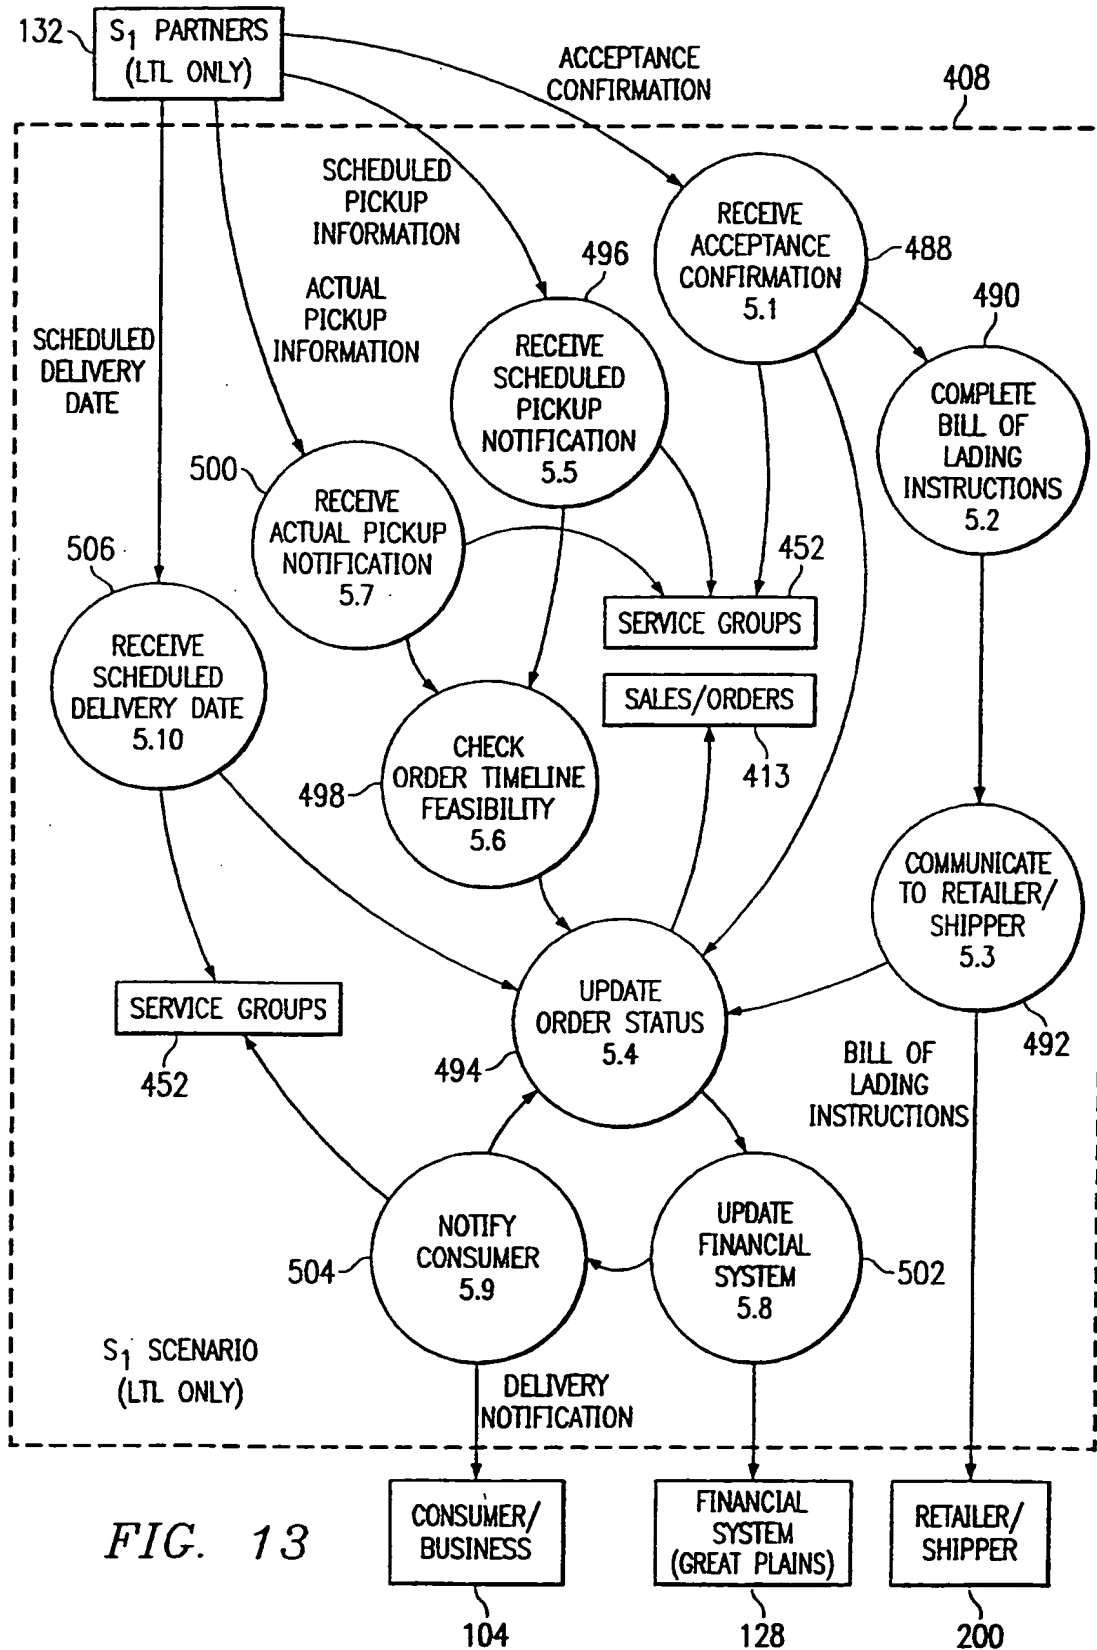 132
S1 PARTNERS
(LTL ONLY)
ACCEPTANCE
CONFIRMATION
408
SCHEDULED
PICKUP
INFORMATION
RECEIVE
ACCEPTANCE
CONFIRMATION
5.1
488
496
ACTUAL
PICKUP
INFORMATION
490
SCHEDULED
DELIVERY
DATE
RECEIVE
SCHEDULED
PICKUP
NOTIFICATION
5.5
COMPLETE
BILL OF
LADING
INSTRUCTIONS
5.2
500
RECEIVE
ACTUAL PICKUP
NOTIFICATION
5.7
506
452
SERVICE GROUPS
RECEIVE
SCHEDULED
DELIVERY DATE
5.10
SALES/ORDERS
413
CHECK
ORDER TIMELINE
FEASIBILITY
5.6
498
COMMUNICATE
TO RETAILER/
SHIPPER
5.3
492
SERVICE GROUPS
452
UPDATE
ORDER STATUS
5.4
494
BILL OF
LADING
INSTRUCTIONS
NOTIFY
CONSUMER
5.9
504
UPDATE
FINANCIAL
SYSTEM
5.8
502
S1 SCENARIO
(LTL ONLY)
DELIVERY
NOTIFICATION
FIG. 13
CONSUMER/
BUSINESS
104
FINANCIAL
SYSTEM
(GREAT PLAINS)
128
RETAILER/
SHIPPER
200